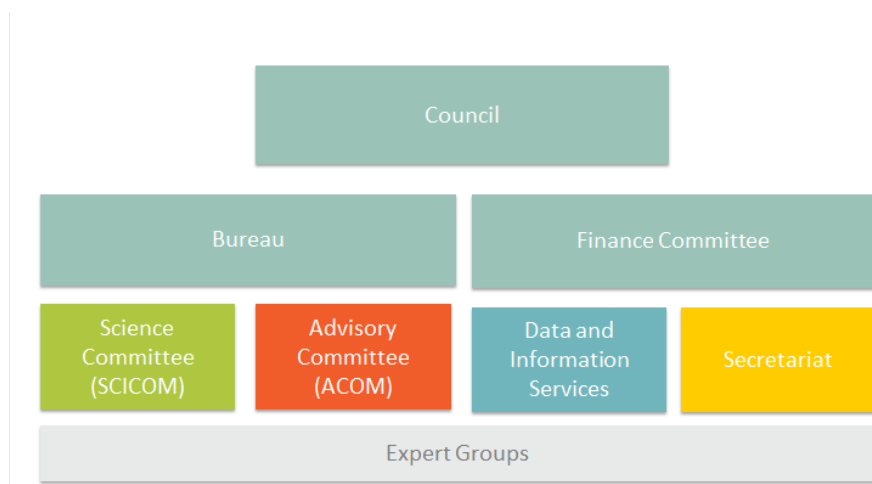 Council
Bureau
Finance Committee
Science
Committee
(SCICOM)
Advisory
Committee
(ACOM)
Data and
Information
Services
Secretariat
Expert Groups